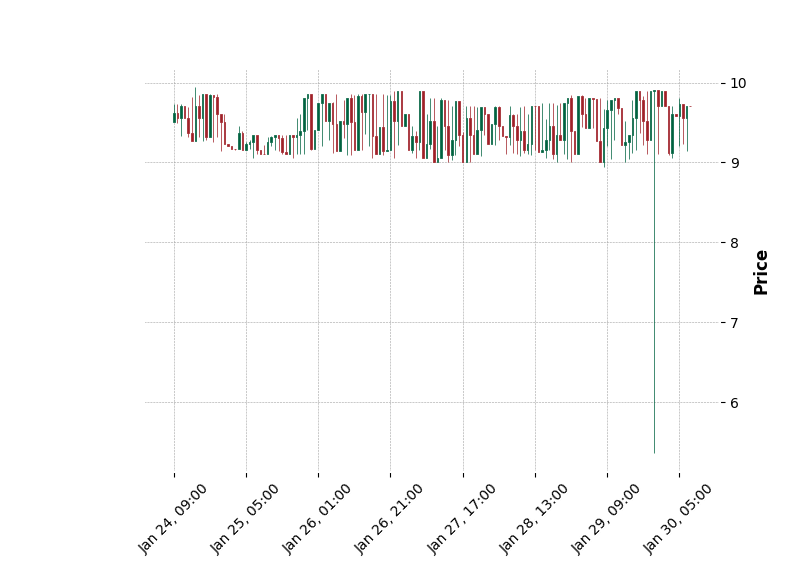 10
9
8
7
6
Price
Jan 24, 09:00
Jan 25, 05:00
Jan 26, 01:00
Jan 26, 21:00
Jan 27, 17:00
Jan 28, 13:00
Jan 29, 09:00
Jan 30, 05:00